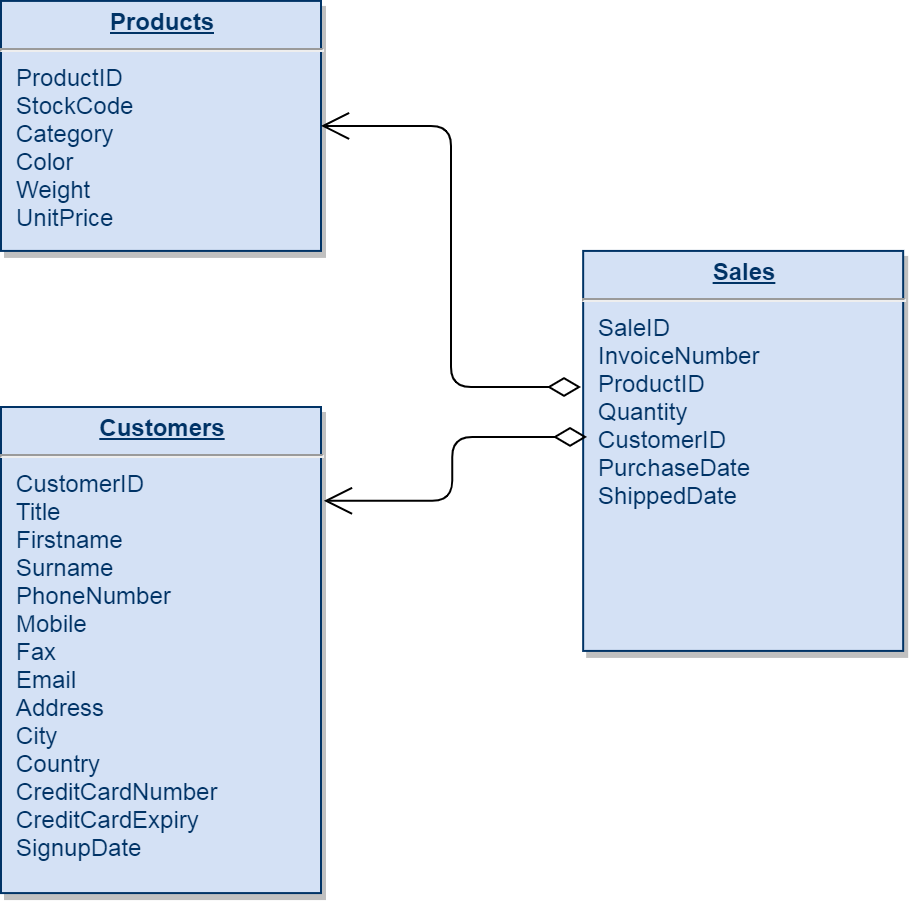 Products
ProductID
StockCode
Category
Color
Weight
UnitPrice
Sales
SaleID
InvoiceNumber
ProductID
Quantity
CustomerID
PurchaseDate
ShippedDate
Customers
CustomerID
Title
Firstname
Surname
PhoneNumber
Mobile
Fax
Email
Address
City
Country
CreditCardNumber
CreditCardExpiry
SignupDate